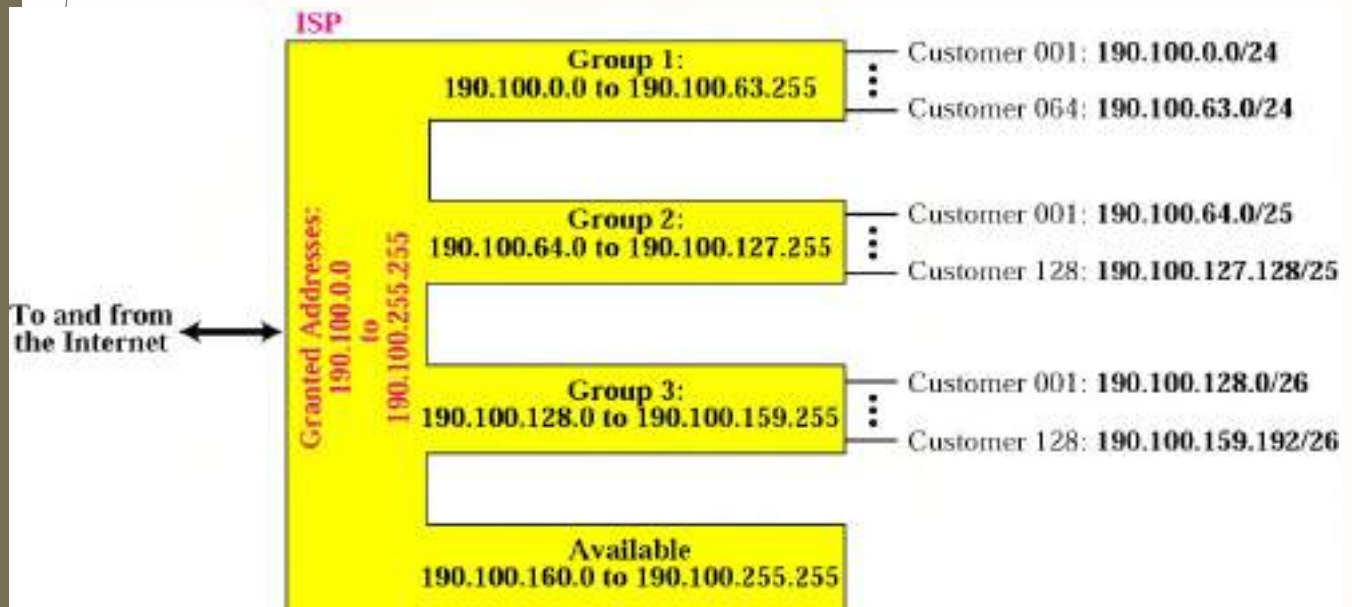 ISP
Group 1:
190.100.0.0 to 190.100.63.255
Customer 001: 190.100.0.0/24
Customer 064: 190.100.63.0/24
Group 2:
190.100.64.0 to 190.100.127.255
Customer 001: 190.100.64.0/25
Customer 128: 190.100.127.128/25
To and from
the Internet
Granted Addresses:
190.100.0.0
to
190.100.255.255
Group 3:
190.100.128.0 to 190.100.159.255
Customer 001: 190.100.128.0/26
Customer 128: 190.100.159.192/26
Available
190.100.160.0 to 190.100.255.255